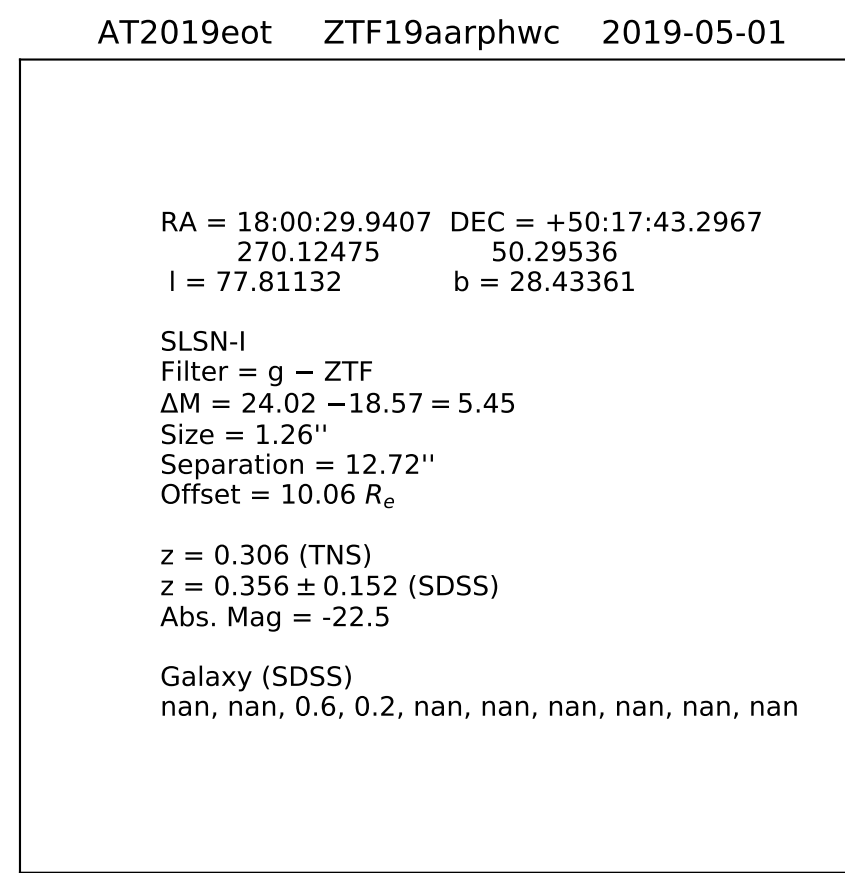 AT2019eot ZTF19aarphwc 2019-05-01
RA = 18:00:29.9407 DEC = +50:17:43.2967
270.12475 50.29536
l = 77.81132 b = 28.43361
SLSN-I
Filter = g − ZTF
ΔM = 24.02 −18.57 = 5.45
Size = 1.26''
Separation = 12.72''
Offset = 10.06 Rₑ
z = 0.306 (TNS)
z = 0.356 ± 0.152 (SDSS)
Abs. Mag = -22.5
Galaxy (SDSS)
nan, nan, 0.6, 0.2, nan, nan, nan, nan, nan, nan